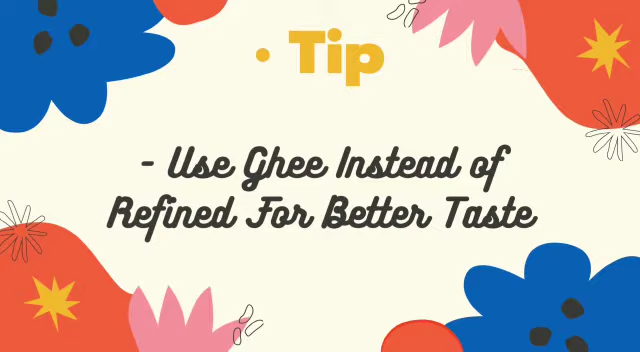 • Tip
- Use Ghee Instead of
Refined For Better Taste